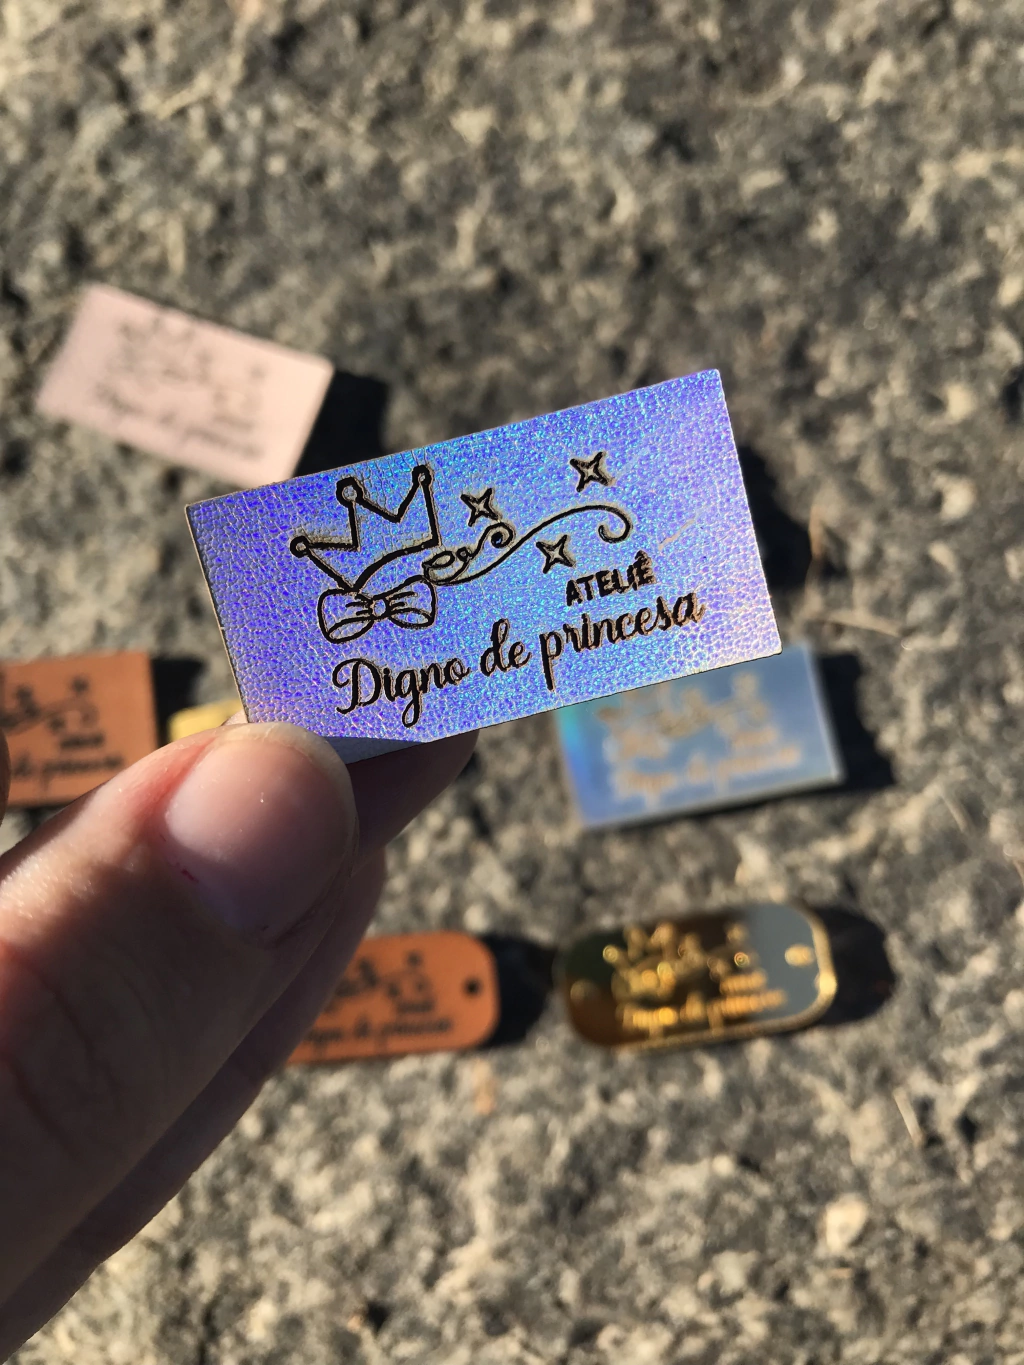 ATELIÊ
Digno de princesa